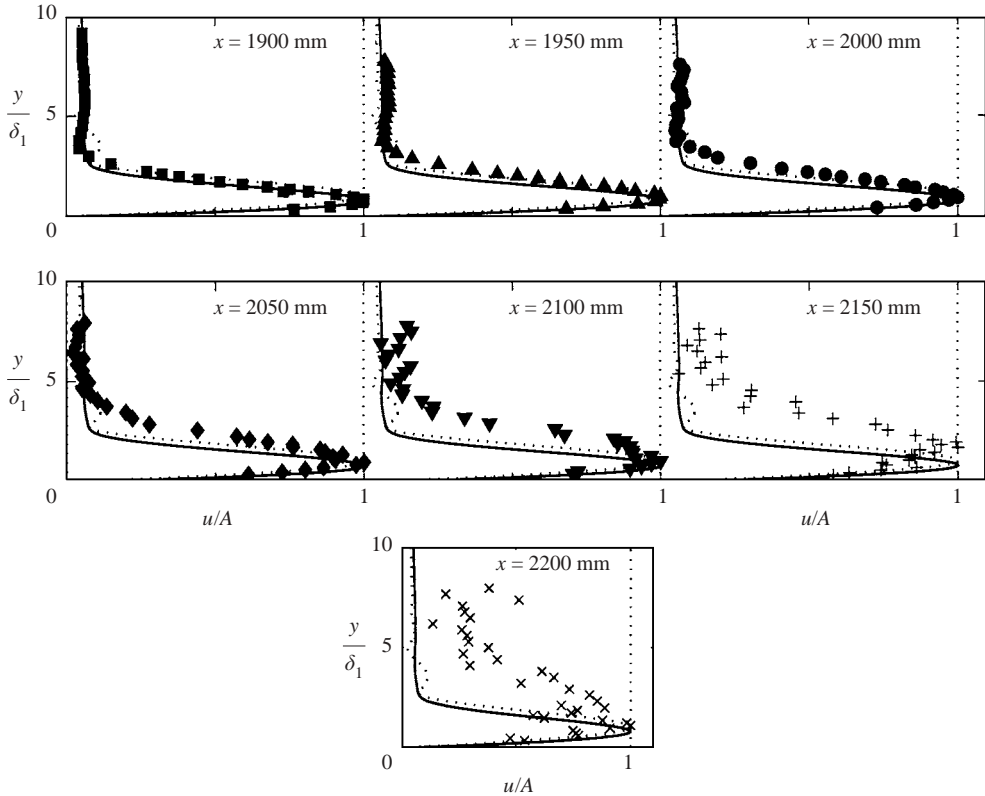 10
x = 1900 mm
x = 1950 mm
x = 2000 mm
y
δ1
5
0
1
1
1
10
x = 2050 mm
x = 2100 mm
x = 2150 mm
y
δ1
5
0
1
1
1
u/A
u/A
10
x = 2200 mm
y
δ1
5
0
1
u/A